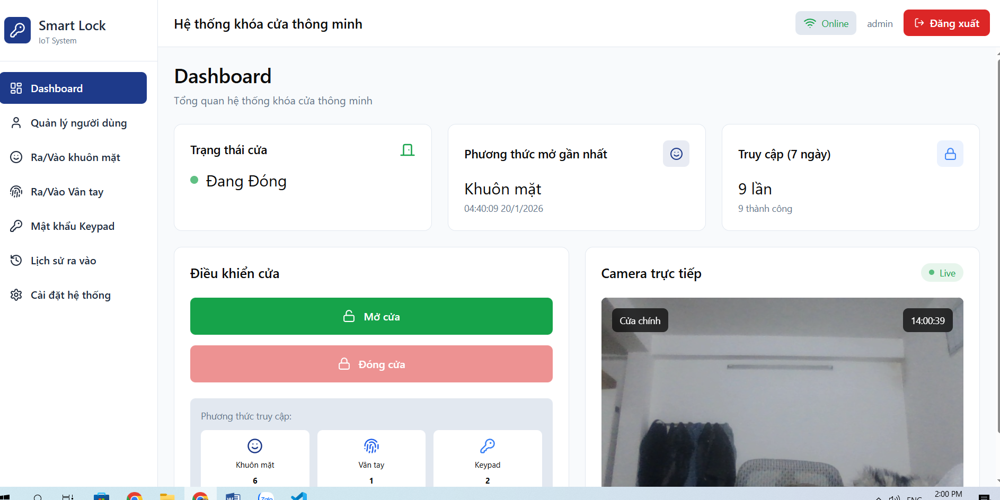 Smart Lock
IoT System
Hệ thống khóa cửa thông minh
Online
admin
Đăng xuất
Dashboard
Quản lý người dùng
Ra/Vào khuôn mặt
Ra/Vào Vân tay
Mật khẩu Keypad
Lịch sử ra vào
Cài đặt hệ thống
Dashboard
Tổng quan hệ thống khóa cửa thông minh
Trạng thái cửa
Đang Đóng
Phương thức mở gần nhất
Khuôn mặt
04:40:09 20/1/2026
Truy cập (7 ngày)
9 lần
9 thành công
Điều khiển cửa
Mở cửa
Đóng cửa
Phương thức truy cập:
Khuôn mặt
6
Vân tay
1
Keypad
2
Camera trực tiếp
Live
Cửa chính
14:00:39
Zalo
ENG
2:00 PM